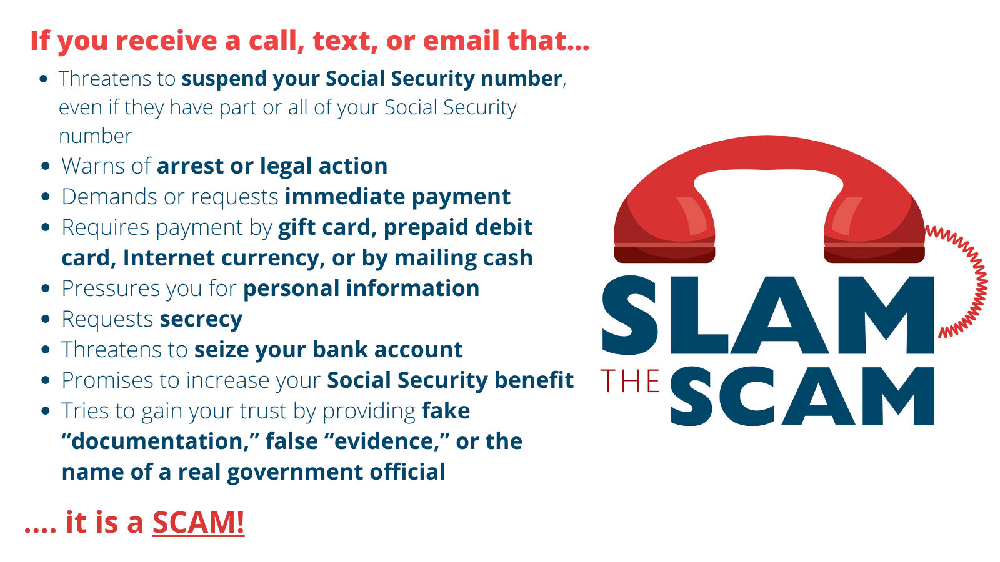 If you receive a call, text, or email that...
• Threatens to suspend your Social Security number,
even if they have part or all of your Social Security
number
• Warns of arrest or legal action
• Demands or requests immediate payment
• Requires payment by gift card, prepaid debit
card, Internet currency, or by mailing cash
• Pressures you for personal information
• Requests secrecy
• Threatens to seize your bank account
• Promises to increase your Social Security benefit
• Tries to gain your trust by providing fake
“documentation,” false “evidence,” or the
name of a real government official
.... it is a SCAM!
SLAM
THE SCAM